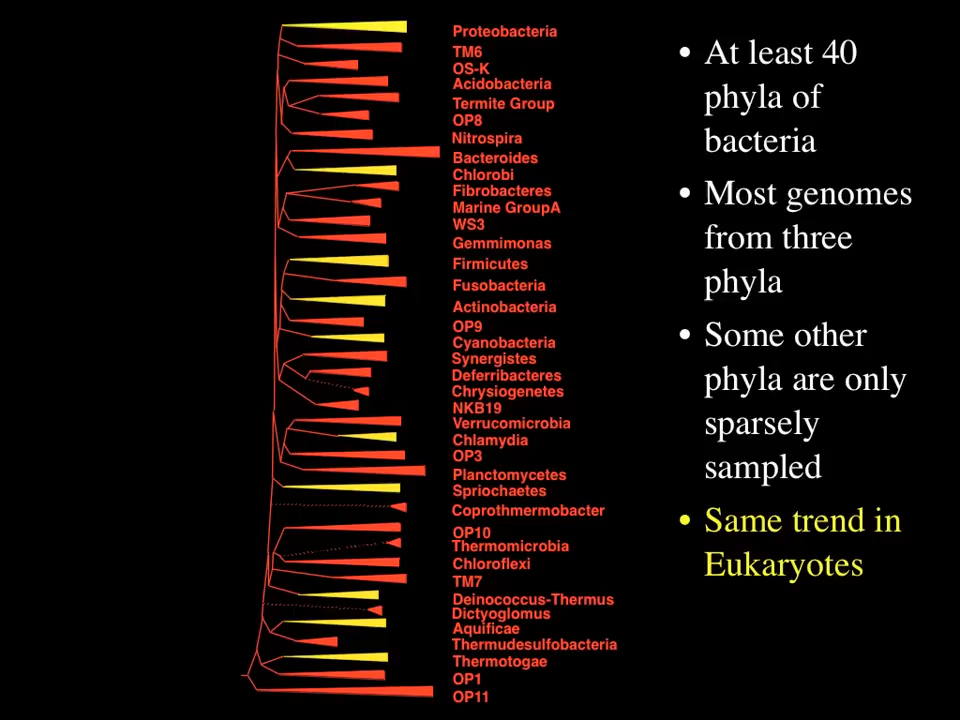 Proteobacteria
TM6
OS-K
Acidobacteria
Termite Group
OP8
Nitrospira
Bacteroides
Chlorobi
Fibrobacteres
Marine GroupA
WS3
Gemmimonas
Firmicutes
Fusobacteria
Actinobacteria
OP9
Cyanobacteria
Synergistes
Deferribacteres
Chrysiogenetes
NKB19
Verrucomicrobia
Chlamydia
OP3
Planctomycetes
Spriochaetes
Coprothmermobacter
OP10
Thermomicrobia
Chloroflexi
TM7
Deinococcus-Thermus
Dictyoglomus
Aquificae
Thermudesulfobacteria
Thermotogae
OP1
OP11
• At least 40
phyla of
bacteria
• Most genomes
from three
phyla
• Some other
phyla are only
sparsely
sampled
• Same trend in
Eukaryotes